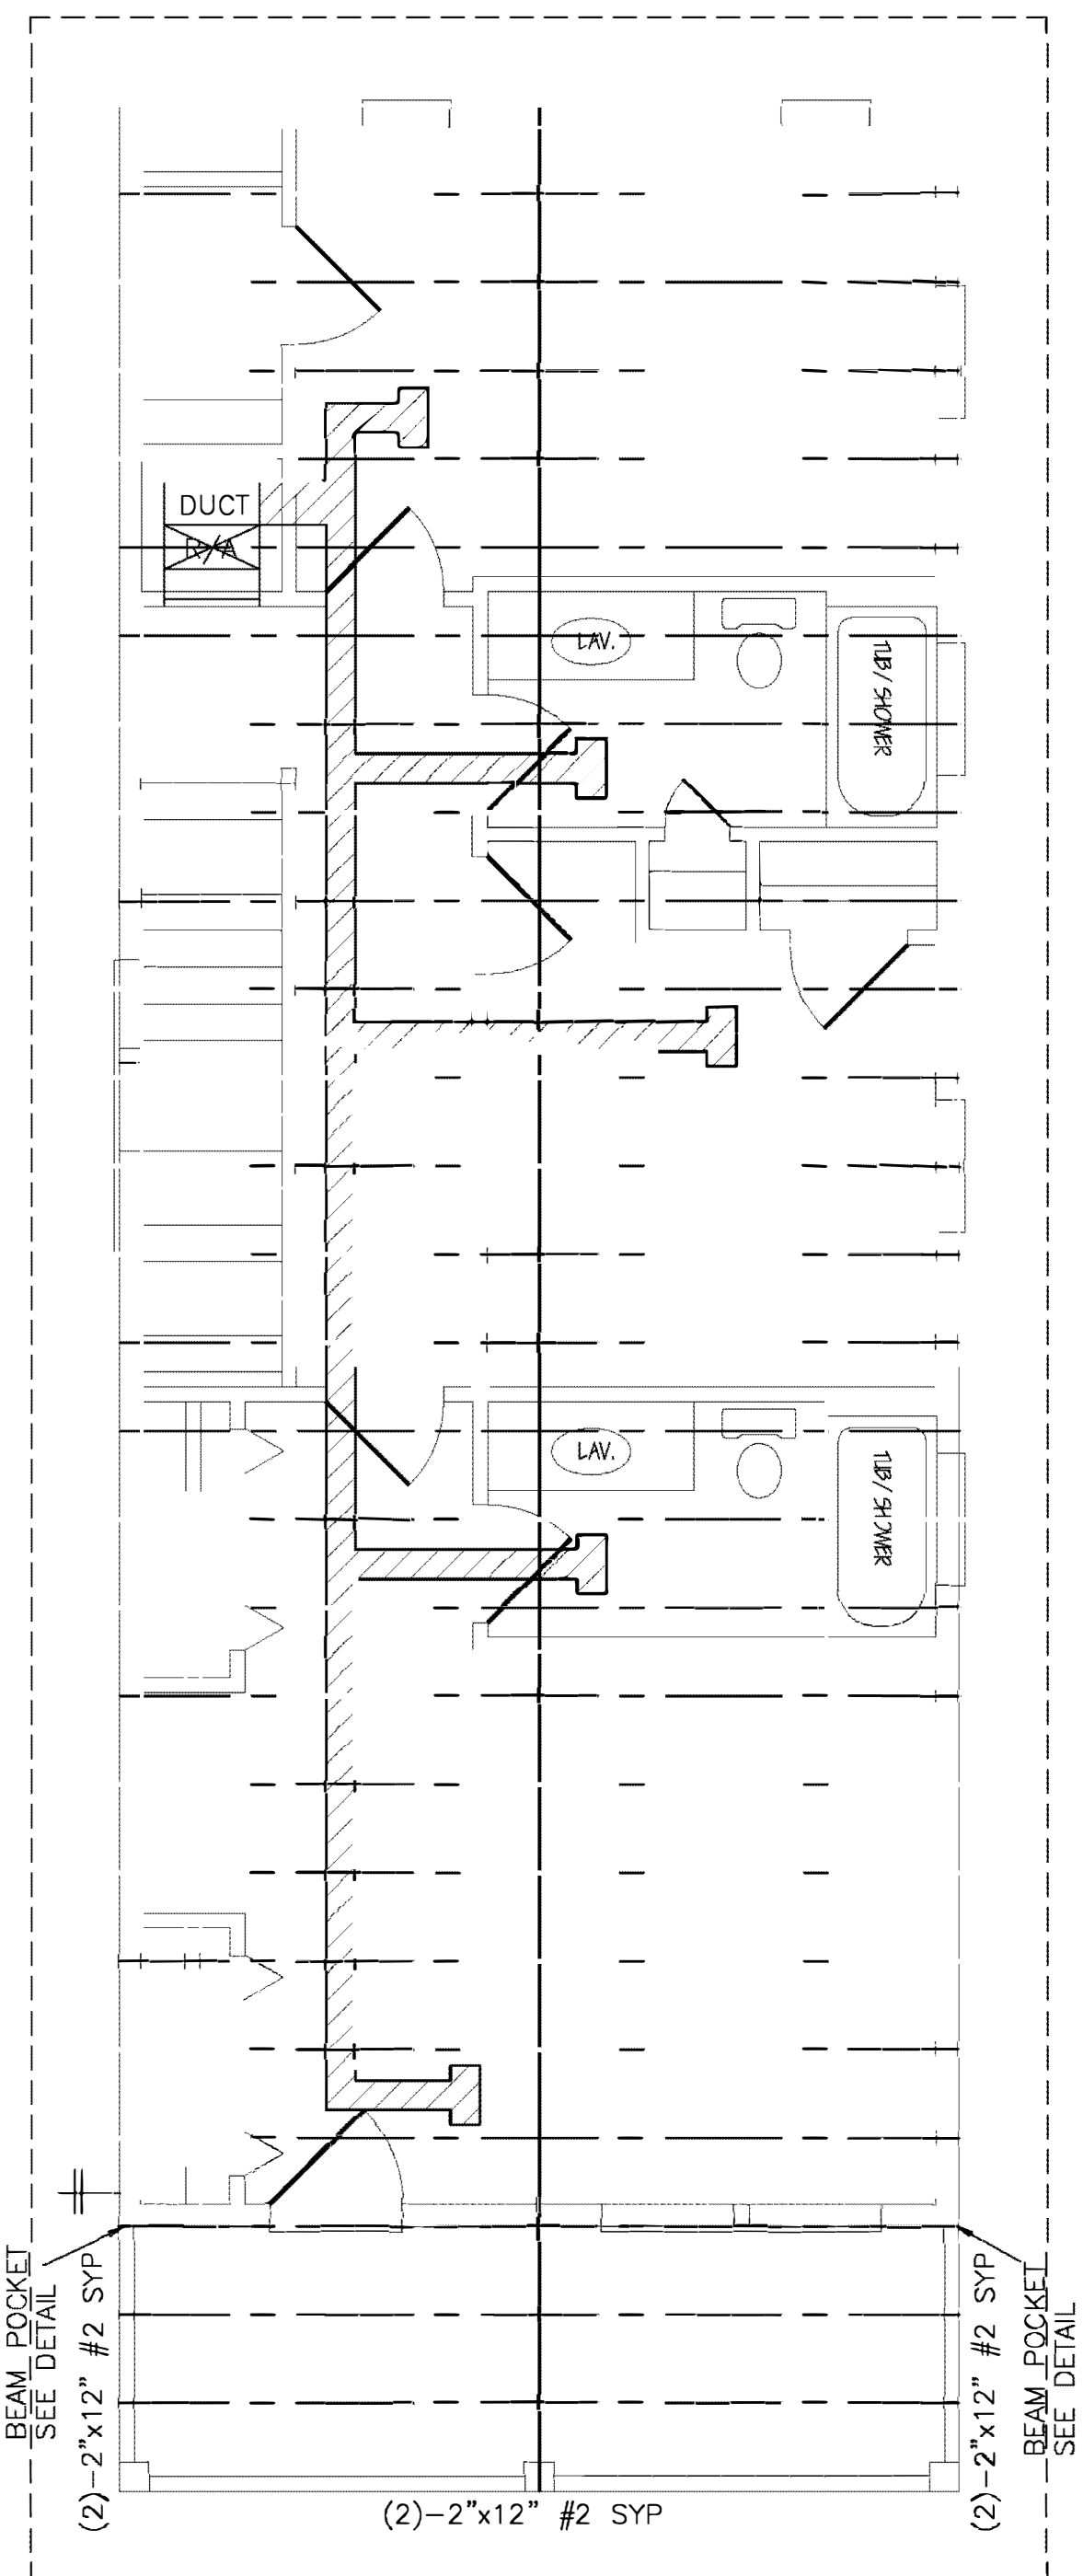 DUCT
R/A
LAV.
TUB/ SHOWER
LAV.
TUB/ SHOWER
BEAM POCKET
SEE DETAIL
(2)-2"x12" #2 SYP
(2)-2"x12" #2 SYP
(2)-2"x12" #2 SYP
BEAM POCKET
SEE DETAIL